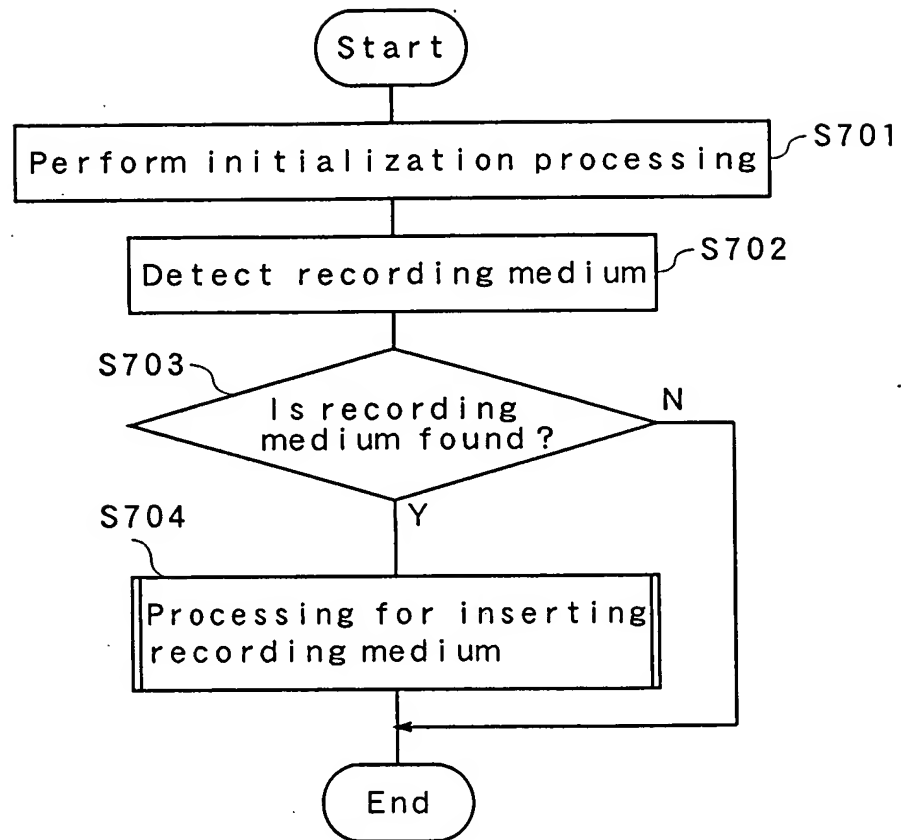 Start
Perform initialization processing
S701
Detect recording medium
S702
S703
Is recording
medium found?
N
Y
S704
Processing for inserting
recording medium
End